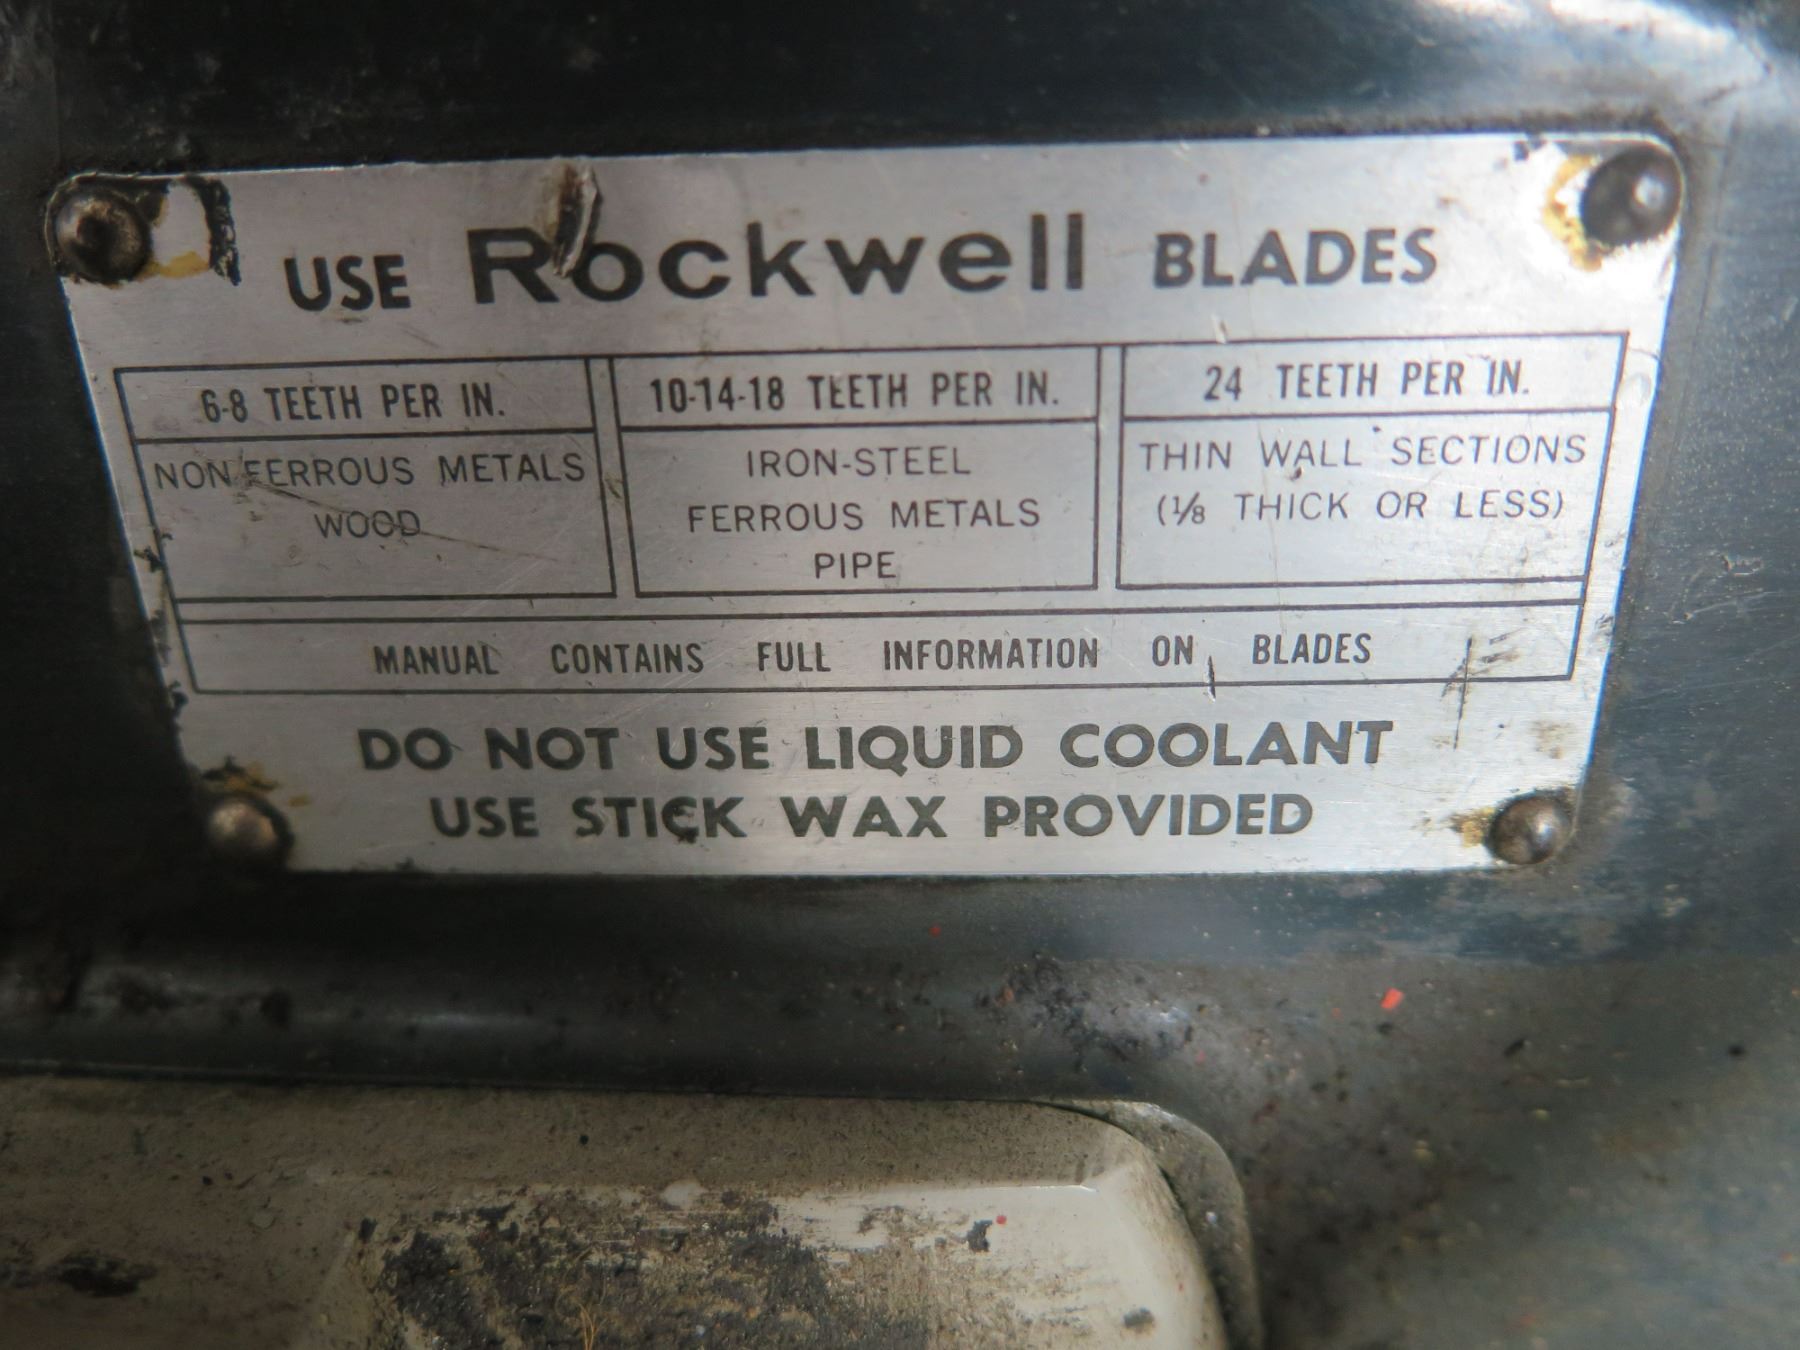 USE Rockwell BLADES
6-8 TEETH PER IN.
NON FERROUS METALS
WOOD
10-14-18 TEETH PER IN.
IRON-STEEL
FERROUS METALS
PIPE
24 TEETH PER IN.
THIN WALL SECTIONS
(1/8 THICK OR LESS)
MANUAL CONTAINS FULL INFORMATION ON BLADES
DO NOT USE LIQUID COOLANT
USE STICK WAX PROVIDED